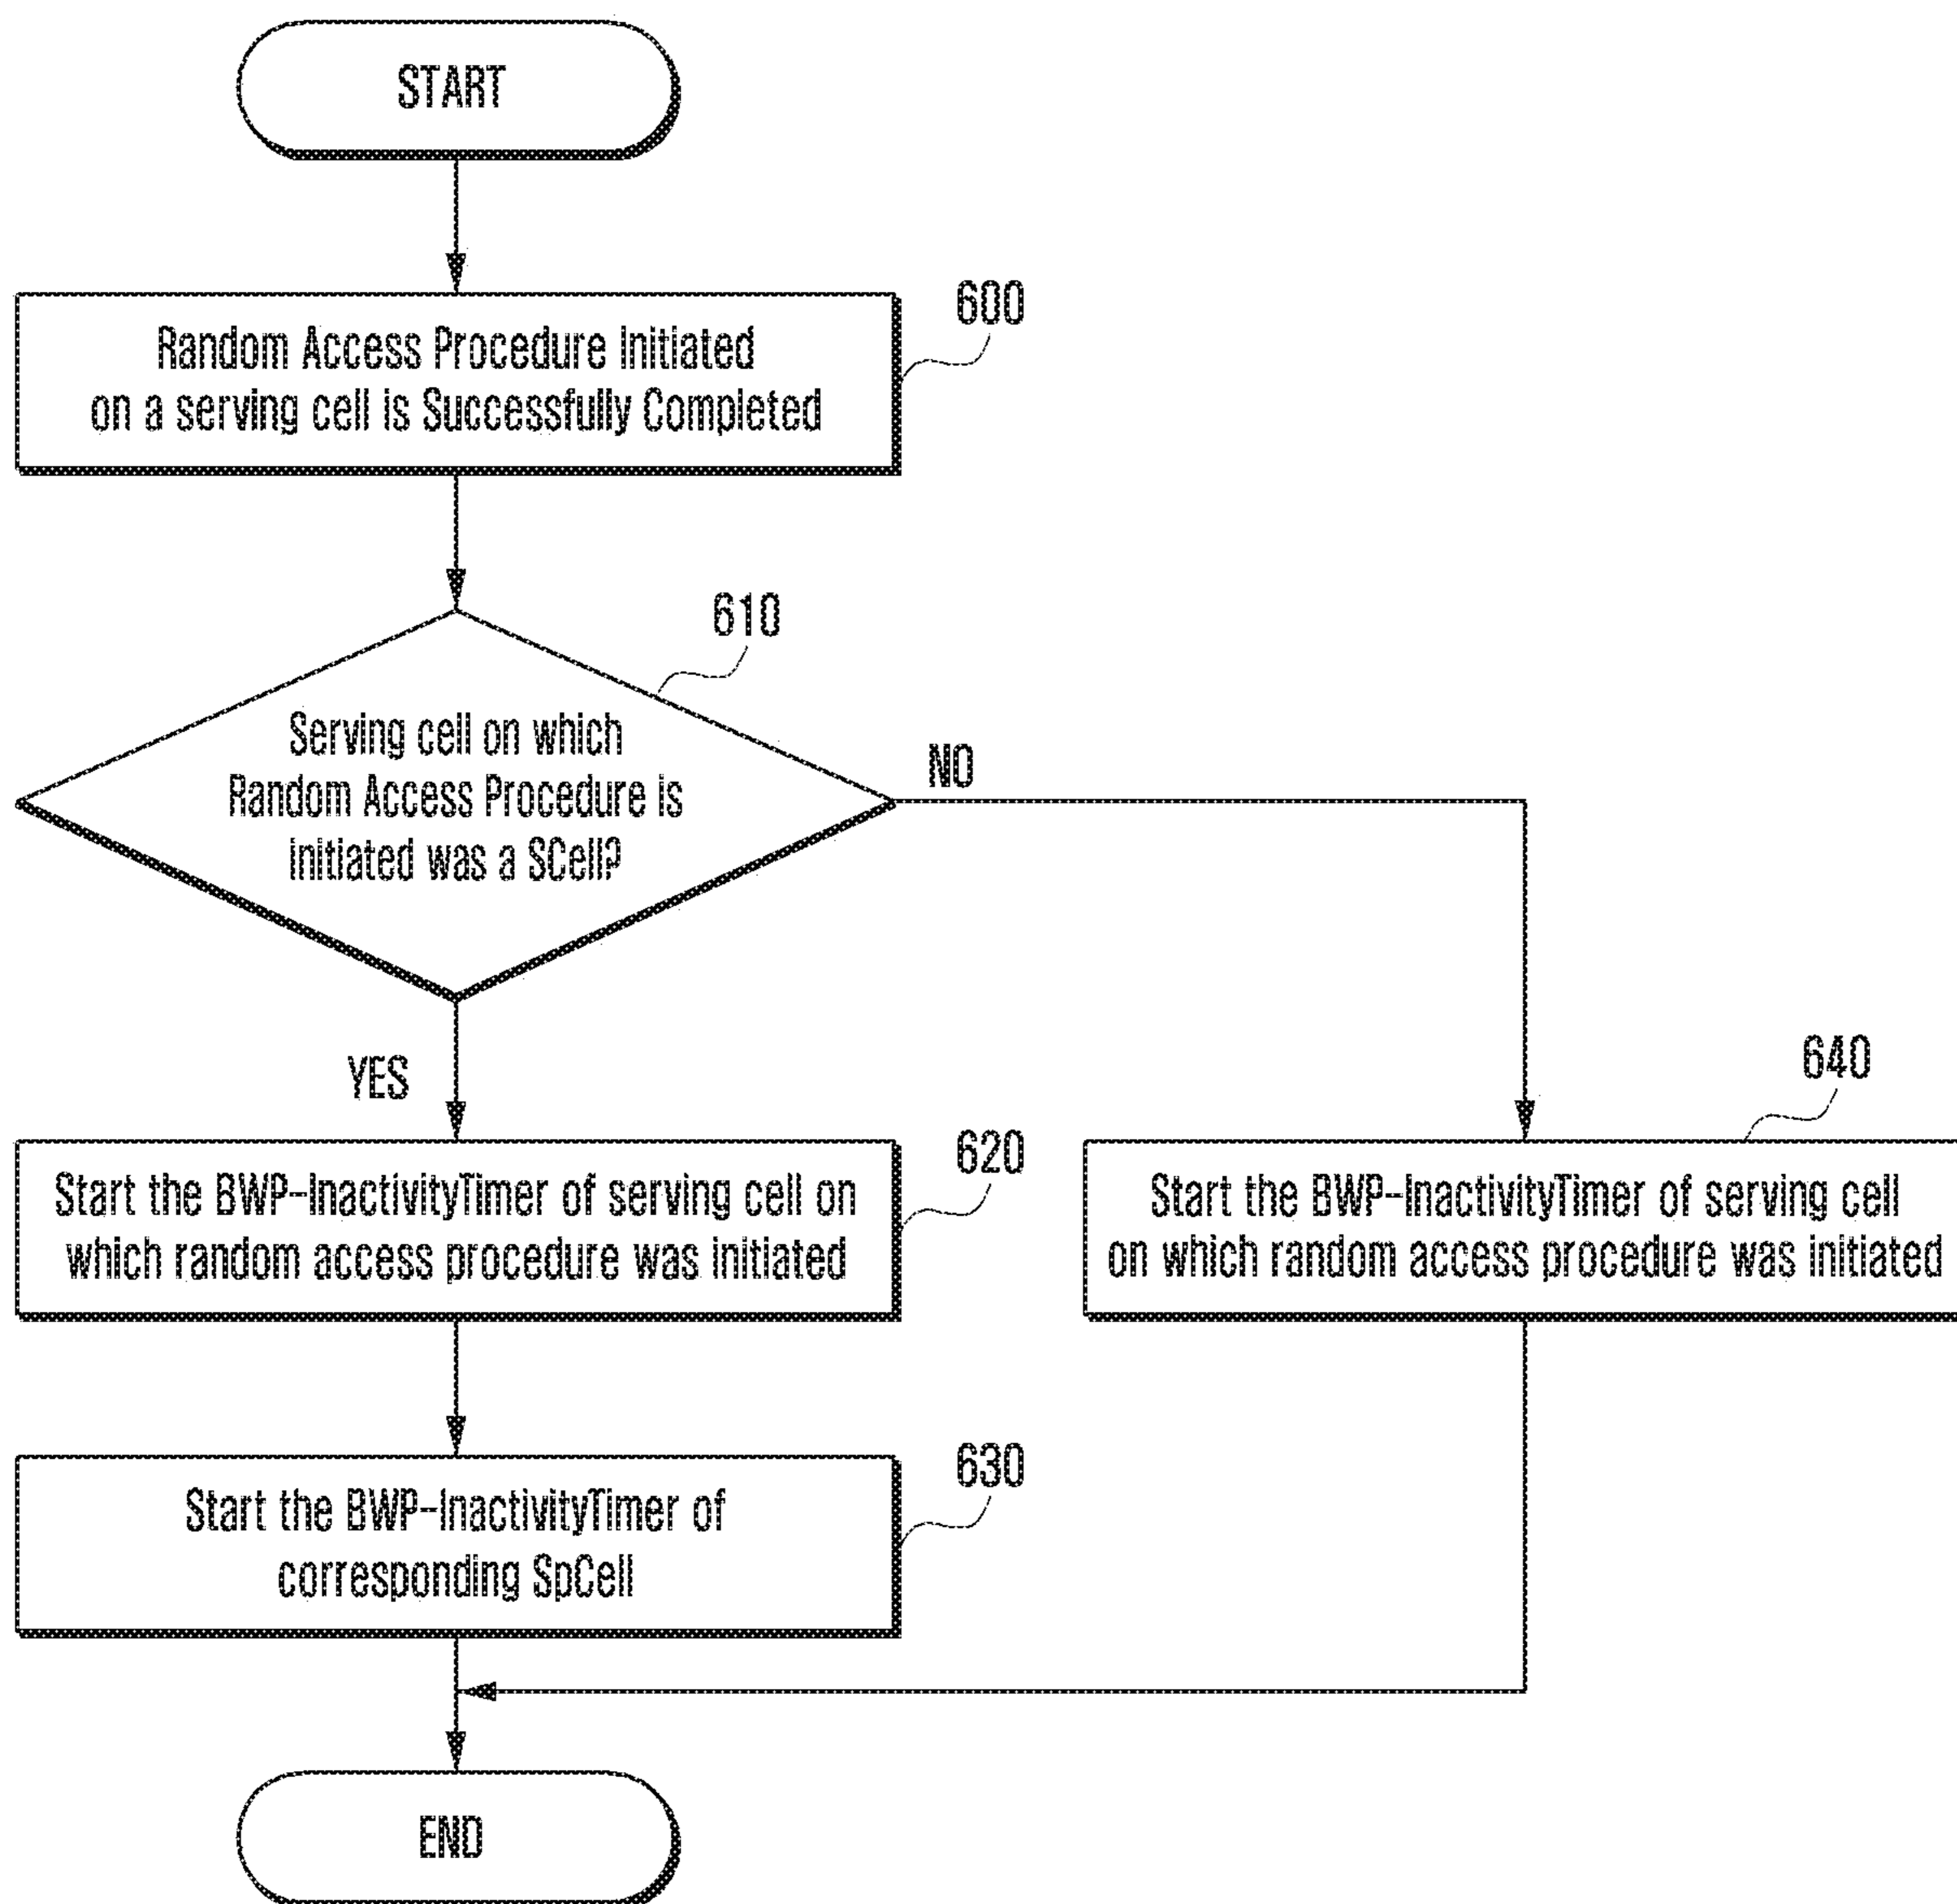 START
600
Random Access Procedure Initiated
on a serving cell is Successfully Completed
610
Serving cell on which
Random Access Procedure is
initiated was a SCell?
NO
YES
620
Start the BWP-InactivityTimer of serving cell on
which random access procedure was initiated
640
Start the BWP-InactivityTimer of serving cell
on which random access procedure was initiated
630
Start the BWP-InactivityTimer of
corresponding SpCell
END